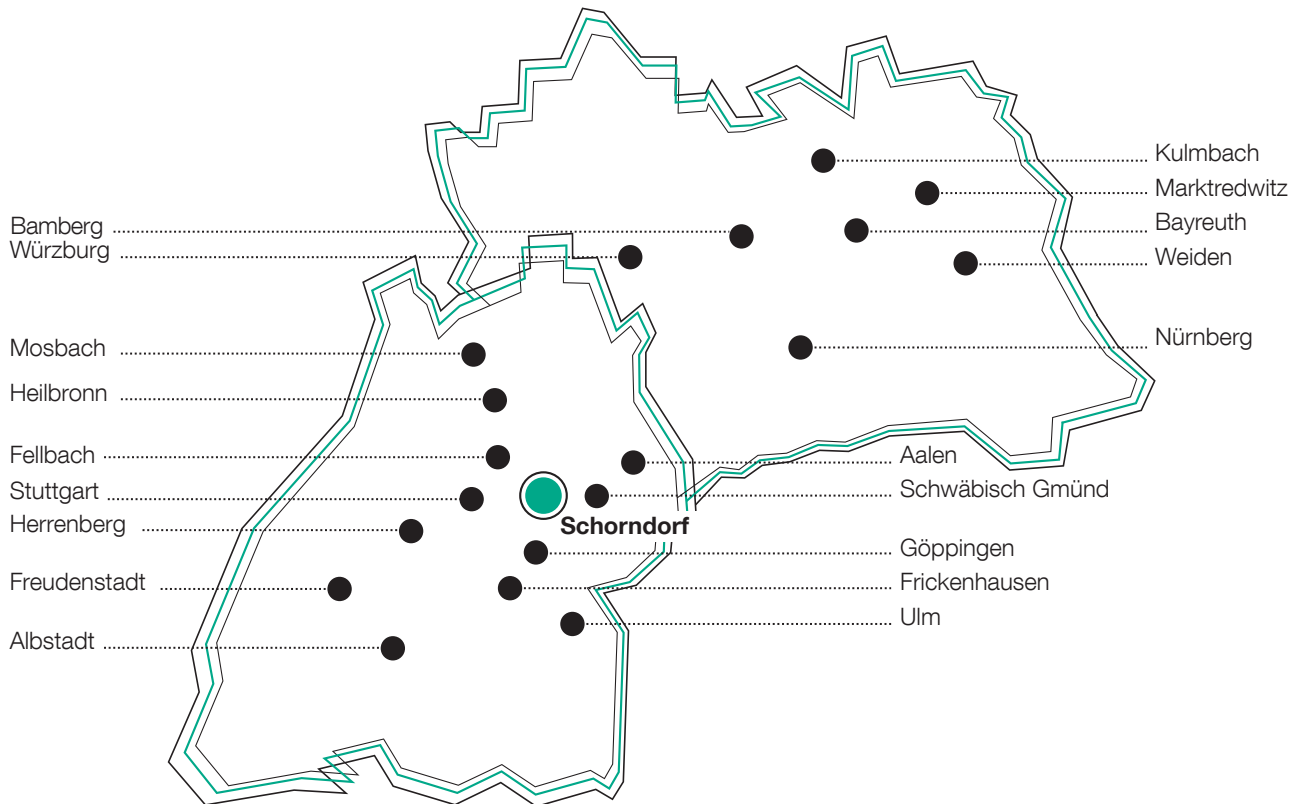 Kulmbach
Marktredwitz
Bamberg
Bayreuth
Würzburg
Weiden
Mosbach
Nürnberg
Heilbronn
Fellbach
Aalen
Stuttgart
Schwäbisch Gmünd
Herrenberg
Schorndorf
Göppingen
Freudenstadt
Frickenhausen
Albstadt
Ulm